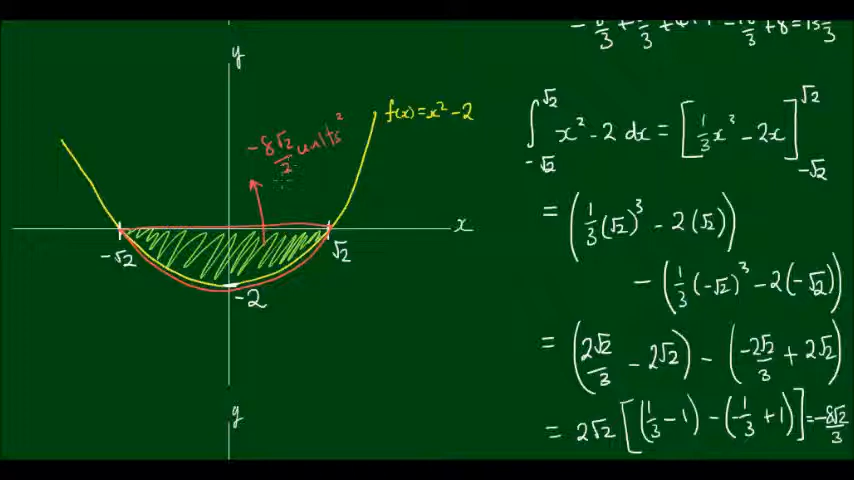 y
f(x) = x² - 2
-8√2/2 units²
x
-√2
√2
-2
y
∫_{-√2}^{√2} x² - 2 dx = [1/3 x³ - 2x]_{-√2}^{√2}
= (1/3 (√2)³ - 2(√2))
- (1/3 (-√2)³ - 2(-√2))
= (2√2/3 - 2√2) - (-2√2/3 + 2√2)
= 2√2 [(1/3 - 1) - (-1/3 + 1)] = -8√2/3